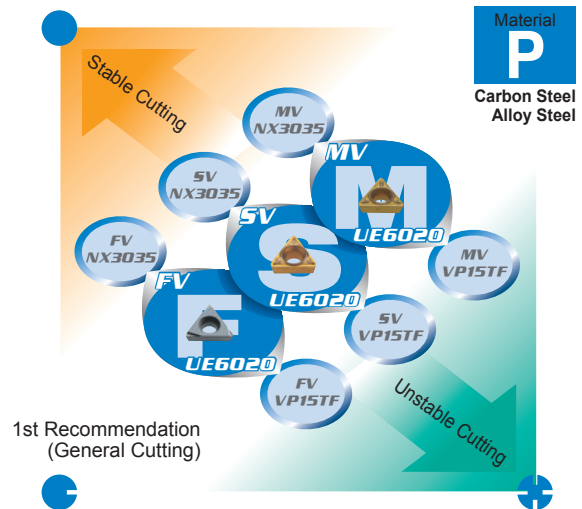 Material
P
Carbon Steel
Alloy Steel
Stable Cutting
MV
NX3035
SV
NX3035
FV
NX3035
MV
M
UE6020
SV
S
UE6020
FV
F
UE6020
MV
VP15TF
SV
VP15TF
FV
VP15TF
Unstable Cutting
1st Recommendation
(General Cutting)